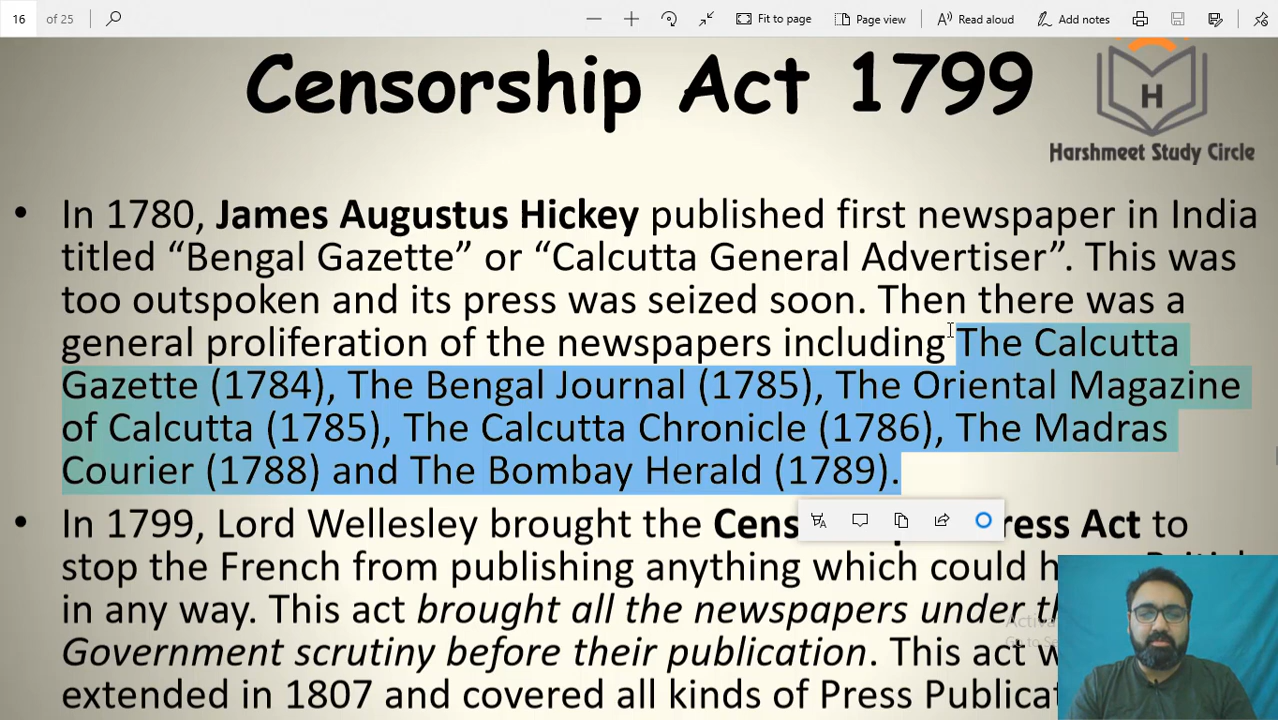 16 of 25 Fit to page Page view Read aloud Add notes
Censorship Act 1799
H
Harshmeet Study Circle
• In 1780, James Augustus Hickey published first newspaper in India
titled “Bengal Gazette” or “Calcutta General Advertiser”. This was
too outspoken and its press was seized soon. Then there was a
general proliferation of the newspapers including The Calcutta
Gazette (1784), The Bengal Journal (1785), The Oriental Magazine
of Calcutta (1785), The Calcutta Chronicle (1786), The Madras
Courier (1788) and The Bombay Herald (1789).
• In 1799, Lord Wellesley brought the Cens ress Act to
stop the French from publishing anything which could
in any way. This act brought all the newspapers under
Government scrutiny before their publication. This act
extended in 1807 and covered all kinds of Press